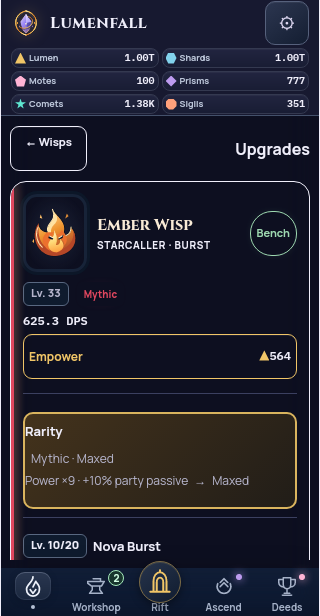 LUMENFALL
Lumen 1.00T
Shards 1.00T
Motes 100
Prisms 777
Comets 1.38K
Sigils 351
← Wisps
Upgrades
EMBER WISP
STARCALLER · BURST
Bench
Lv. 33
Mythic
625.3 DPS
Empower
564
Rarity
Mythic · Maxed
Power ×9 · +10% party passive → Maxed
Lv. 10/20 Nova Burst
2
Workshop
Rift
Ascend
Deeds